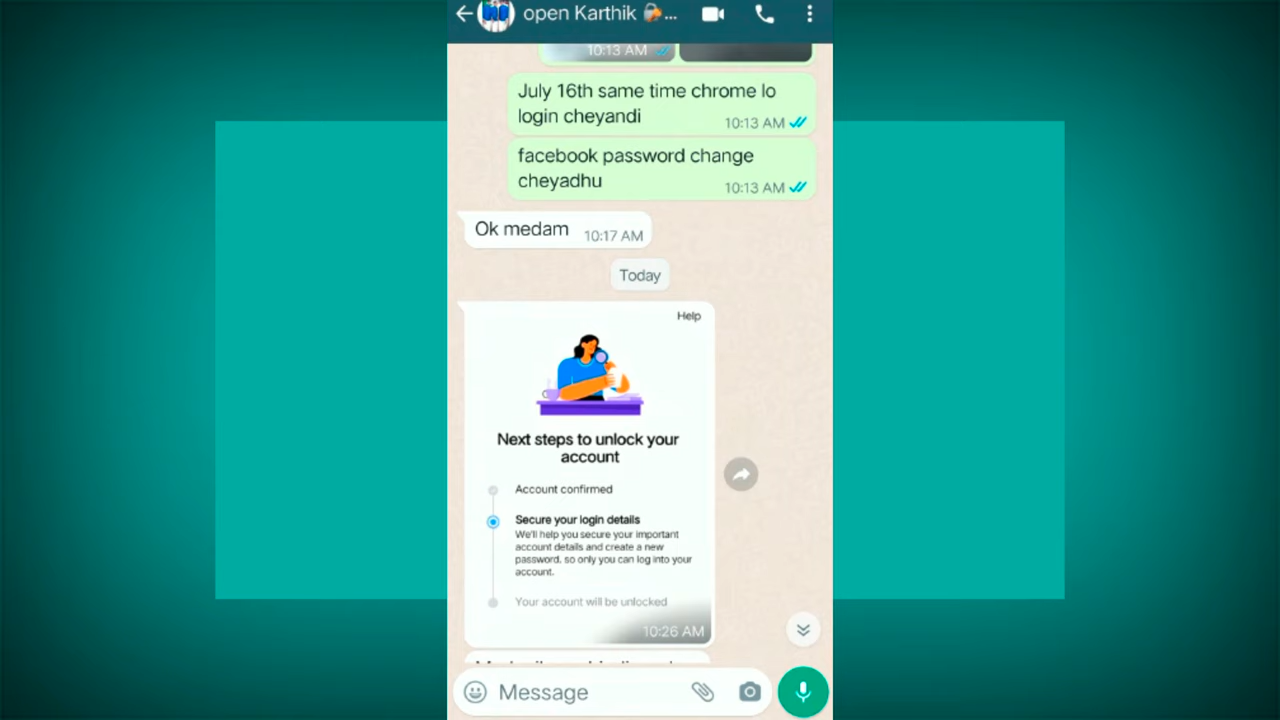 open Karthik 🔐...
10:13 AM
July 16th same time chrome lo
login cheyandi
10:13 AM
facebook password change
cheyadhu
10:13 AM
Ok medam
10:17 AM
Today
Help
Next steps to unlock your
account
Account confirmed
Secure your login details
We'll help you secure your important
account details and create a new
password. so only you can log into your
account.
Your account will be unlocked
10:26 AM
Message